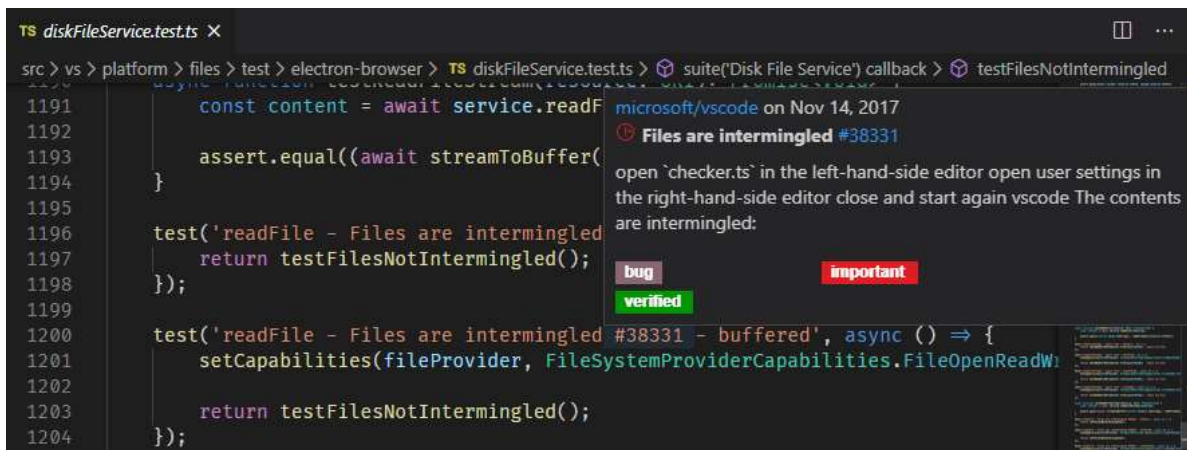 TS diskFileService.test.ts ×
src > vs > platform > files > test > electron-browser > TS diskFileService.test.ts > suite('Disk File Service') callback > testFilesNotIntermingled
1191 const content = await service.readF
1192
1193 assert.equal((await streamToBuffer(
1194 }
1195
1196 test('readFile - Files are intermingled
1197 return testFilesNotIntermingled();
1198 });
1199
1200 test('readFile - Files are intermingled #38331 - buffered', async () ⇒ {
1201 setCapabilities(fileProvider, FileSystemProviderCapabilities.FileOpenReadW
1202
1203 return testFilesNotIntermingled();
1204 });
microsoft/vscode on Nov 14, 2017
Files are intermingled #38331
open `checker.ts` in the left-hand-side editor open user settings in
the right-hand-side editor close and start again vscode The contents
are intermingled:
bug important
verified